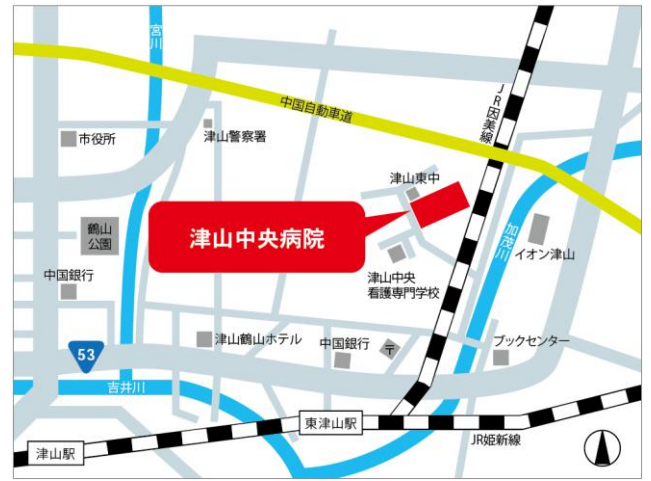 宮川
中国自動車道
JR因美線
市役所
津山警察署
津山東中
鶴山
公園
津山中央病院
加茂川
イオン津山
中国銀行
津山中央
看護専門学校
53
津山鶴山ホテル
中国銀行
〒
ブックセンター
吉井川
東津山駅
津山駅
JR姫新線